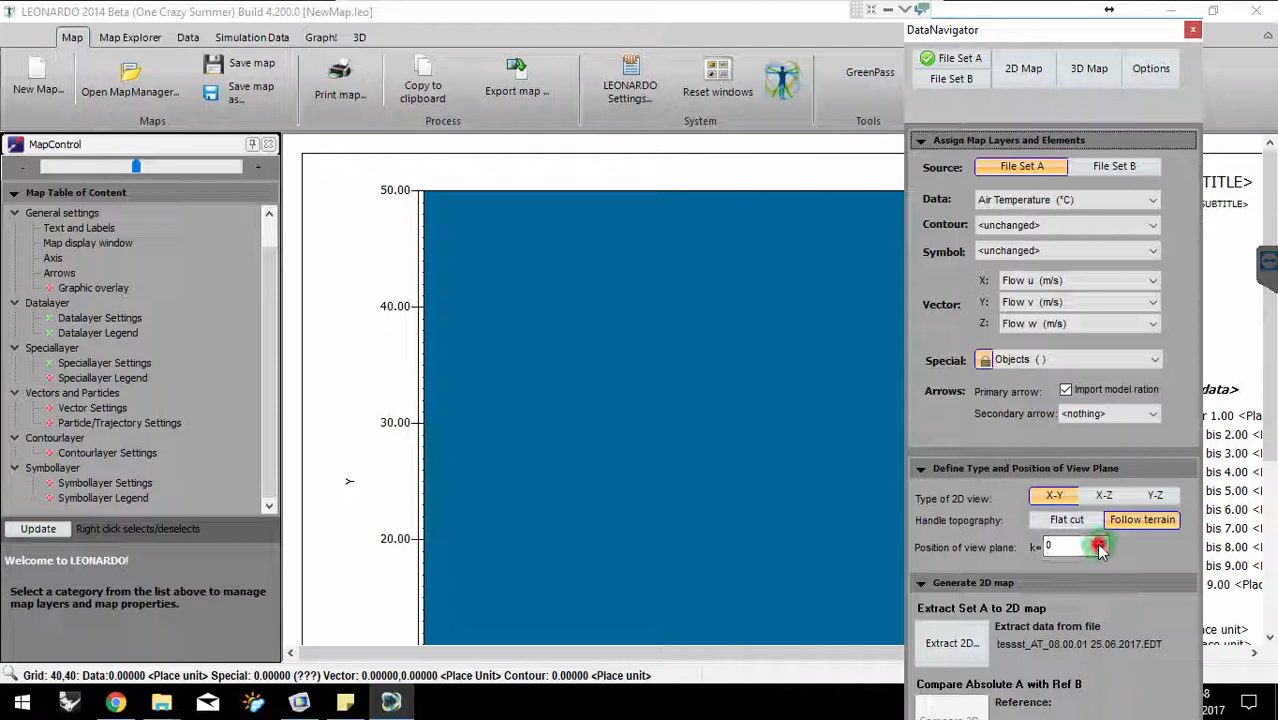 LEONARDO 2014 Beta (One Crazy Summer) Build 4.200.0 [NewMap.leo]
Map Map Explorer Data Simulation Data Graph! 3D
New Map... Open MapManager... Save map
Save map as...
Maps
Print map... Copy to clipboard Export map ...
Process
LEONARDO Settings... Reset windows
System
GreenPass
Tools
MapControl
- +
Map Table of Content
General settings
Text and Labels
Map display window
Axis
Arrows
Graphic overlay
Datalayer
Datalayer Settings
Datalayer Legend
Speciallayer
Speciallayer Settings
Speciallayer Legend
Vectors and Particles
Vector Settings
Particle/Trajectory Settings
Contourlayer
Contourlayer Settings
Symbollayer
Symbollayer Settings
Symbollayer Legend
Update Right click selects/deselects
Welcome to LEONARDO!
Select a category from the list above to manage
map layers and map properties.
50.00
40.00
30.00
Y
20.00
DataNavigator
File Set A
File Set B
2D Map 3D Map Options
Assign Map Layers and Elements
Source: File Set A File Set B
Data: Air Temperature (°C)
Contour: <unchanged>
Symbol: <unchanged>
Vector:
X: Flow u (m/s)
Y: Flow v (m/s)
Z: Flow w (m/s)
Special: Objects ( )
Arrows: Primary arrow: Import model ration
Secondary arrow: <nothing>
Define Type and Position of View Plane
Type of 2D view: X-Y X-Z Y-Z
Handle topography: Flat cut Follow terrain
Position of view plane: k= 0
Generate 2D map
Extract Set A to 2D map
Extract 2D... Extract data from file
tessst_AT_08.00.01 25.06.2017.EDT
Compare Absolute A with Ref B
Reference:
TITLE>
SUBTITLE>
data>
r 1.00 <P
bis 2.00 <
bis 3.00 <
bis 4.00 <
bis 5.00 <
bis 6.00 <
bis 7.00 <
bis 8.00 <
bis 9.00 <
9.00 <Plac
ce unit>
e unit>
Grid: 40,40: Data:0.00000 <Place unit> Special: 0.00000 (???) Vector: 0.00000,0.00000 <Place Unit> Contour: 0.00000 <Place unit>
8
2017